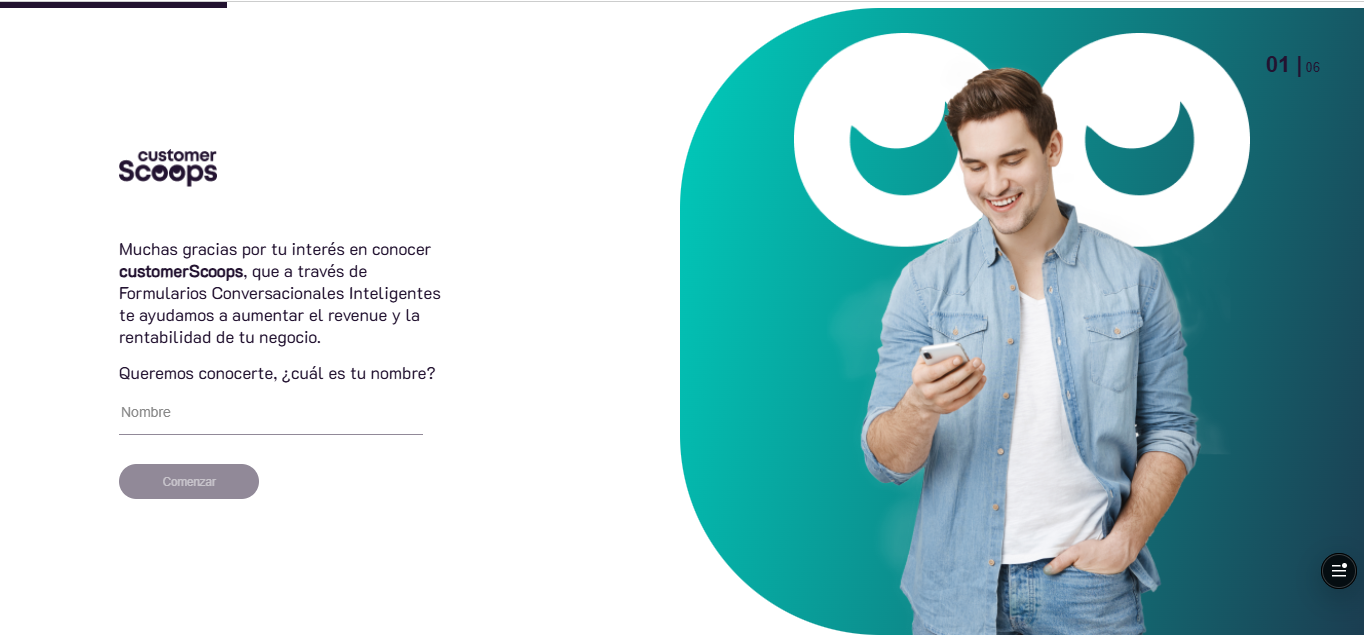 customer
Scoops
Muchas gracias por tu interés en conocer
customerScoops, que a través de
Formularios Conversacionales Inteligentes
te ayudamos a aumentar el revenue y la
rentabilidad de tu negocio.
Queremos conocerte, ¿cuál es tu nombre?
Nombre
Comenzar
01 | 06